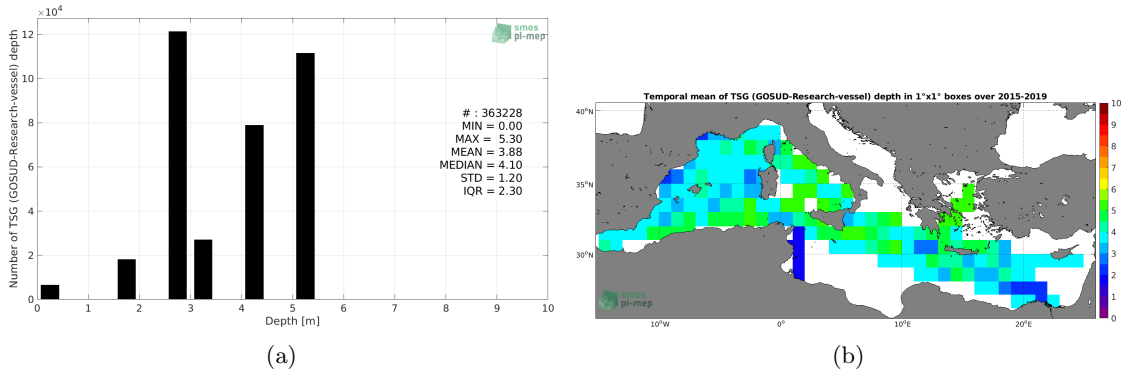 ×10⁴
12
10
8
6
4
2
0
Number of TSG (GOSUD-Research-vessel) depth
0 1 2 3 4 5 6 7 8 9 10
Depth [m]
smos
pi-mep
# : 363228
MIN = 0.00
MAX = 5.30
MEAN = 3.88
MEDIAN = 4.10
STD = 1.20
IQR = 2.30
(a)
Temporal mean of TSG (GOSUD-Research-vessel) depth in 1°x1° boxes over 2015-2019
40°N
35°N
30°N
10°W 0° 10°E 20°E
smos
pi-mep
10
9
8
7
6
5
4
3
2
1
0
(b)